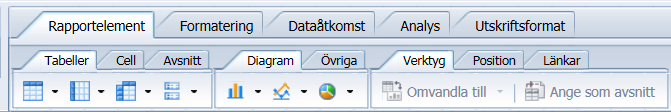 Rapportelement Formatering Dataåtkomst Analys Utskriftsformat
Tabeller Cell Avsnitt Diagram Övriga Verktyg Position Länkar
Omvandla till Ange som avsnitt